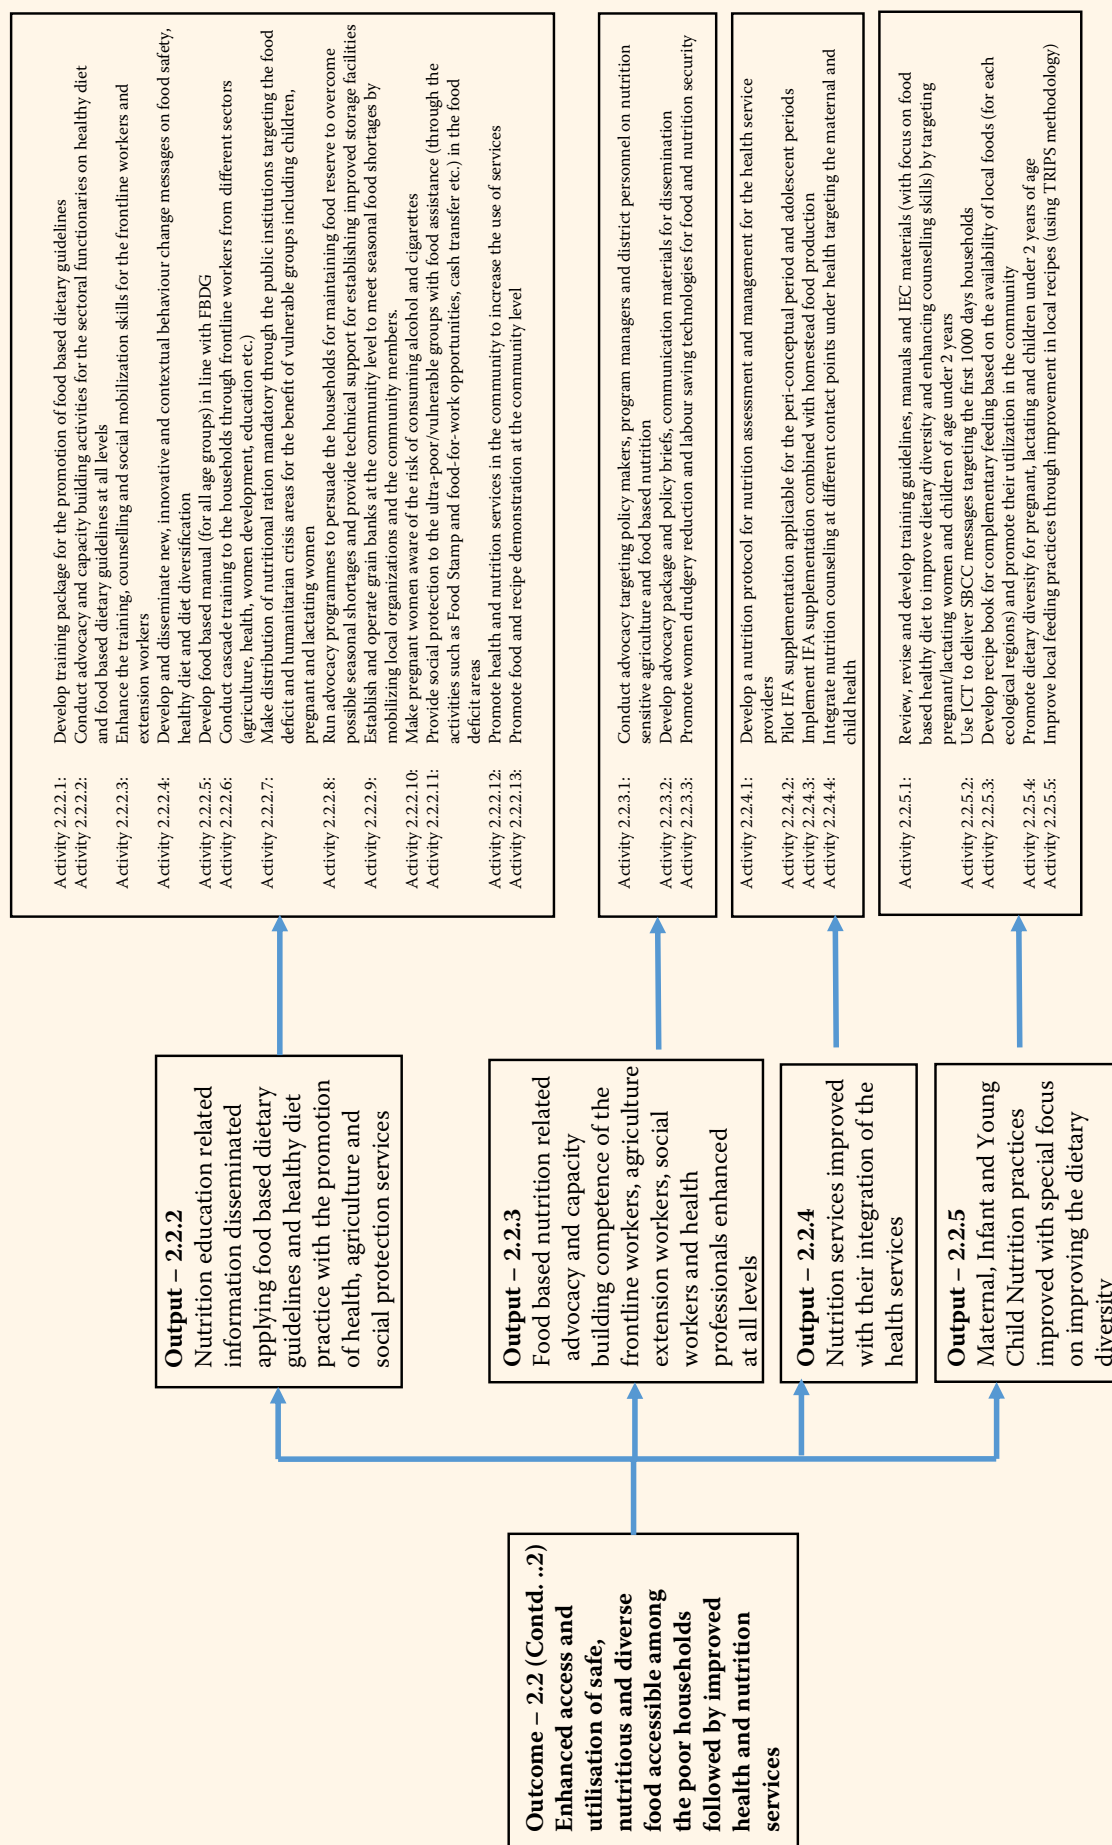 Outcome – 2.2 (Contd. ..2)
Enhanced access and
utilisation of safe,
nutritious and diverse
food accessible among
the poor households
followed by improved
health and nutrition
services
Output – 2.2.2
Nutrition education related
information disseminated
applying food based dietary
guidelines and healthy diet
practice with the promotion
of health, agriculture and
social protection services
Activity 2.2.2.1: Develop training package for the promotion of food based dietary guidelines
Activity 2.2.2.2: Conduct advocacy and capacity building activities for the sectoral functionaries on healthy diet
and food based dietary guidelines at all levels
Activity 2.2.2.3: Enhance the training, counselling and social mobilization skills for the frontline workers and
extension workers
Activity 2.2.2.4: Develop and disseminate new, innovative and contextual behaviour change messages on food safety,
healthy diet and diet diversification
Activity 2.2.2.5: Develop food based manual (for all age groups) in line with FBDG
Activity 2.2.2.6: Conduct cascade training to the households through frontline workers from different sectors
(agriculture, health, women development, education etc.)
Activity 2.2.2.7: Make distribution of nutritional ration mandatory through the public institutions targeting the food
deficit and humanitarian crisis areas for the benefit of vulnerable groups including children,
pregnant and lactating women
Activity 2.2.2.8: Run advocacy programmes to persuade the households for maintaining food reserve to overcome
possible seasonal shortages and provide technical support for establishing improved storage facilities
Activity 2.2.2.9: Establish and operate grain banks at the community level to meet seasonal food shortages by
mobilizing local organizations and the community members.
Activity 2.2.2.10: Make pregnant women aware of the risk of consuming alcohol and cigarettes
Activity 2.2.2.11: Provide social protection to the ultra-poor/vulnerable groups with food assistance (through the
activities such as Food Stamp and food-for-work opportunities, cash transfer etc.) in the food
deficit areas
Activity 2.2.2.12: Promote health and nutrition services in the community to increase the use of services
Activity 2.2.2.13: Promote food and recipe demonstration at the community level
Output – 2.2.3
Food based nutrition related
advocacy and capacity
building competence of the
frontline workers, agriculture
extension workers, social
workers and health
professionals enhanced
at all levels
Activity 2.2.3.1: Conduct advocacy targeting policy makers, program managers and district personnel on nutrition
sensitive agriculture and food based nutrition
Activity 2.2.3.2: Develop advocacy package and policy briefs, communication materials for dissemination
Activity 2.2.3.3: Promote women drudgery reduction and labour saving technologies for food and nutrition security
Output – 2.2.4
Nutrition services improved
with their integration of the
health services
Activity 2.2.4.1: Develop a nutrition protocol for nutrition assessment and management for the health service
providers
Activity 2.2.4.2: Pilot IFA supplementation applicable for the peri-conceptual period and adolescent periods
Activity 2.2.4.3: Implement IFA supplementation combined with homestead food production
Activity 2.2.4.4: Integrate nutrition counseling at different contact points under health targeting the maternal and
child health
Output – 2.2.5
Maternal, Infant and Young
Child Nutrition practices
improved with special focus
on improving the dietary
diversity
Activity 2.2.5.1: Review, revise and develop training guidelines, manuals and IEC materials (with focus on food
based healthy diet to improve dietary diversity and enhancing counselling skills) by targeting
pregnant/lactating women and children of age under 2 years
Activity 2.2.5.2: Use ICT to deliver SBCC messages targeting the first 1000 days households
Activity 2.2.5.3: Develop recipe book for complementary feeding based on the availability of local foods (for each
ecological regions) and promote their utilization in the community
Activity 2.2.5.4: Promote dietary diversity for pregnant, lactating and children under 2 years of age
Activity 2.2.5.5: Improve local feeding practices through improvement in local recipes (using TRIPS methodology)